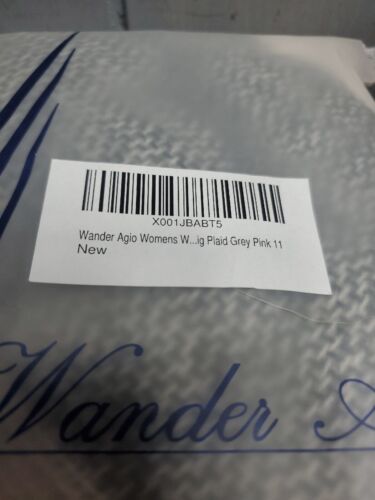 X001JBABT5
Wander Agio Womens W...ig Plaid Grey Pink 11
New
Wander A